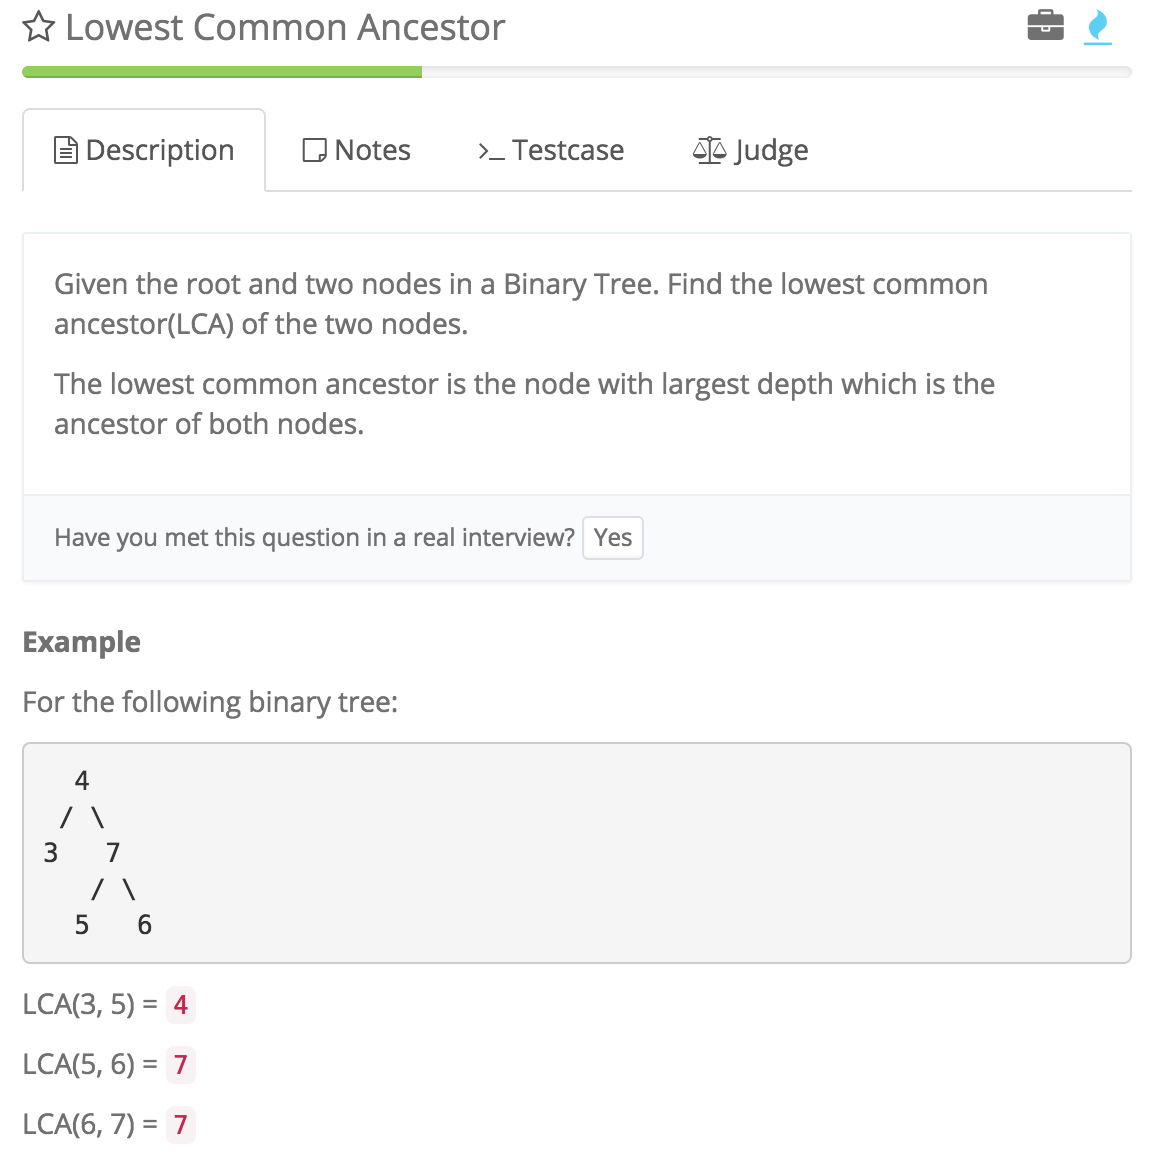 Lowest Common Ancestor
Description
Notes
Testcase
Judge
Given the root and two nodes in a Binary Tree. Find the lowest common
ancestor(LCA) of the two nodes.
The lowest common ancestor is the node with largest depth which is the
ancestor of both nodes.
Have you met this question in a real interview? Yes
Example
For the following binary tree:
  4
 / \
3   7
   / \
  5   6
LCA(3, 5) = 4
LCA(5, 6) = 7
LCA(6, 7) = 7